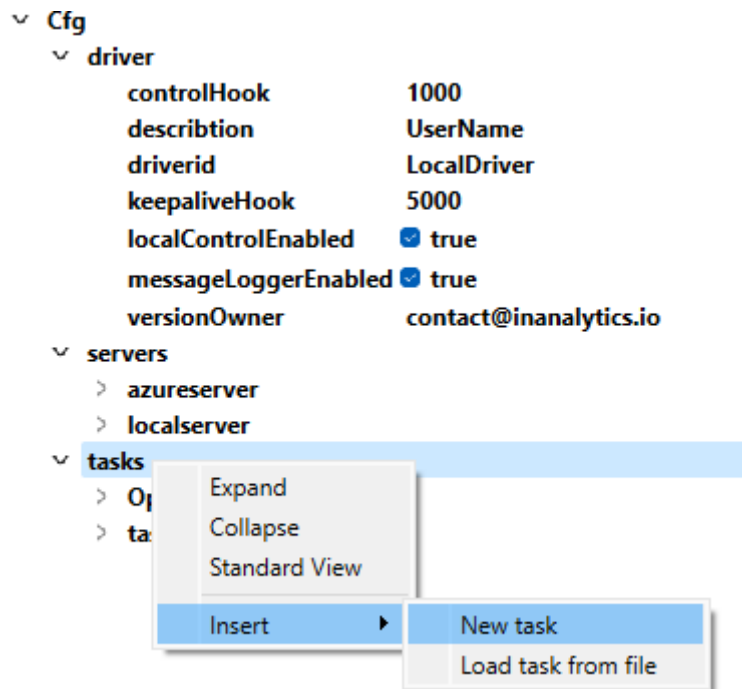 Cfg
driver
controlHook 1000
describtion UserName
driverid LocalDriver
keepaliveHook 5000
localControlEnabled true
messageLoggerEnabled true
versionOwner contact@inanalytics.io
servers
azureserver
localserver
tasks
Expand
Collapse
Standard View
Insert New task
Load task from file